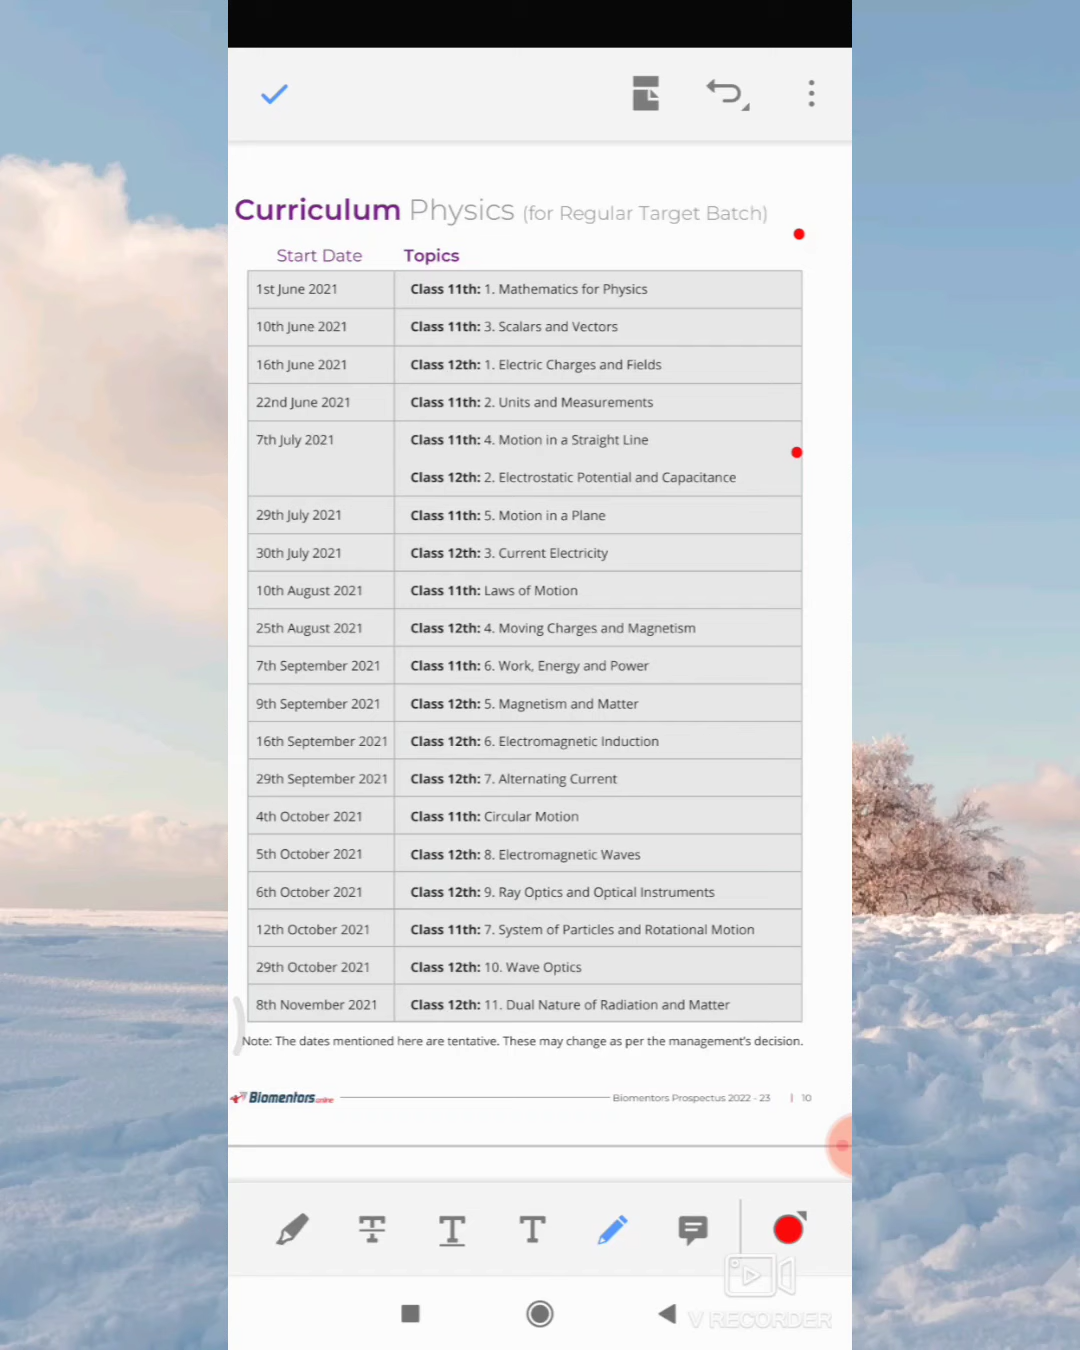 Curriculum Physics (for Regular Target Batch)
Start Date Topics
1st June 2021 Class 11th: 1. Mathematics for Physics
10th June 2021 Class 11th: 3. Scalars and Vectors
16th June 2021 Class 12th: 1. Electric Charges and Fields
22nd June 2021 Class 11th: 2. Units and Measurements
7th July 2021 Class 11th: 4. Motion in a Straight Line
Class 12th: 2. Electrostatic Potential and Capacitance
29th July 2021 Class 11th: 5. Motion in a Plane
30th July 2021 Class 12th: 3. Current Electricity
10th August 2021 Class 11th: Laws of Motion
25th August 2021 Class 12th: 4. Moving Charges and Magnetism
7th September 2021 Class 11th: 6. Work, Energy and Power
9th September 2021 Class 12th: 5. Magnetism and Matter
16th September 2021 Class 12th: 6. Electromagnetic Induction
29th September 2021 Class 12th: 7. Alternating Current
4th October 2021 Class 11th: Circular Motion
5th October 2021 Class 12th: 8. Electromagnetic Waves
6th October 2021 Class 12th: 9. Ray Optics and Optical Instruments
12th October 2021 Class 11th: 7. System of Particles and Rotational Motion
29th October 2021 Class 12th: 10. Wave Optics
8th November 2021 Class 12th: 11. Dual Nature of Radiation and Matter
Note: The dates mentioned here are tentative. These may change as per the management's decision.
Biomentors online Biomentors Prospectus 2022 - 23 | 10
T T T
V RECORDER